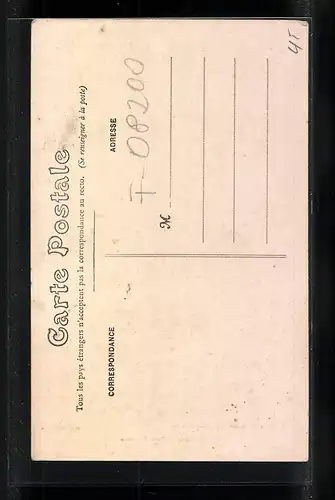 Carte Postale
Tous les pays étrangers n'acceptent pas la correspondance au recto. (Se renseigner à la poste)
CORRESPONDANCE
ADRESSE
M
F-08200